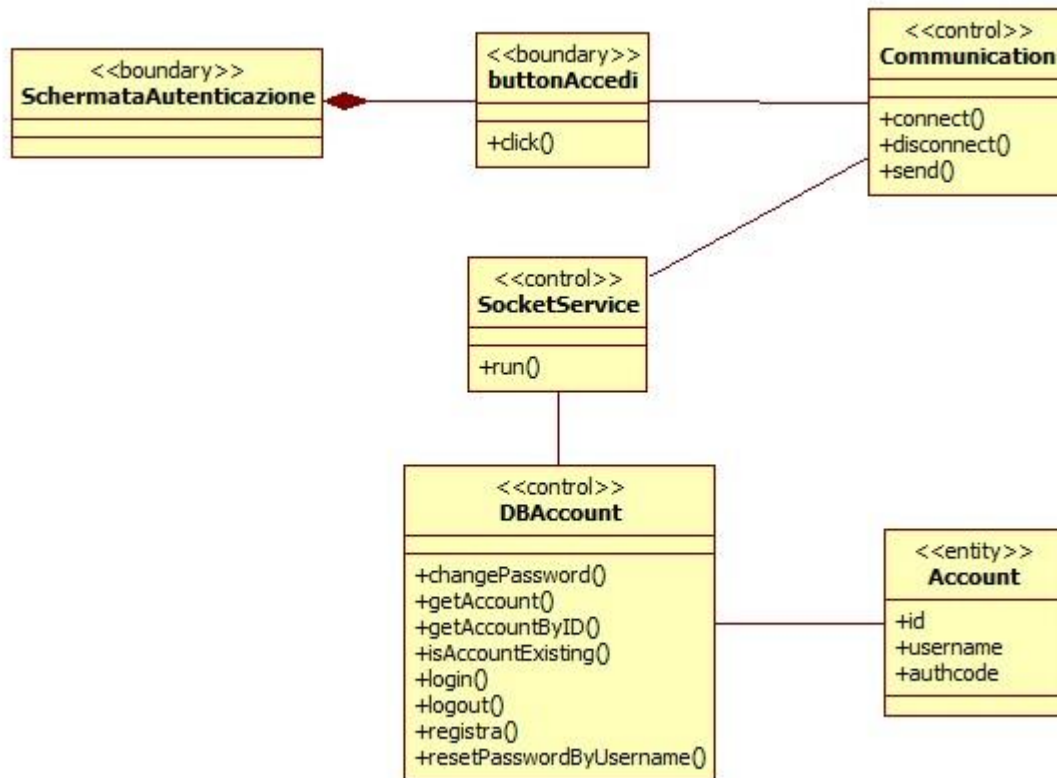 <<boundary>>
SchermataAutenticazione
<<boundary>>
buttonAccedi
+click()
<<control>>
Communication
+connect()
+disconnect()
+send()
<<control>>
SocketService
+run()
<<control>>
DBAccount
+changePassword()
+getAccount()
+getAccountByID()
+isAccountExisting()
+login()
+logout()
+registra()
+resetPasswordByUsername()
<<entity>>
Account
+id
+username
+authcode